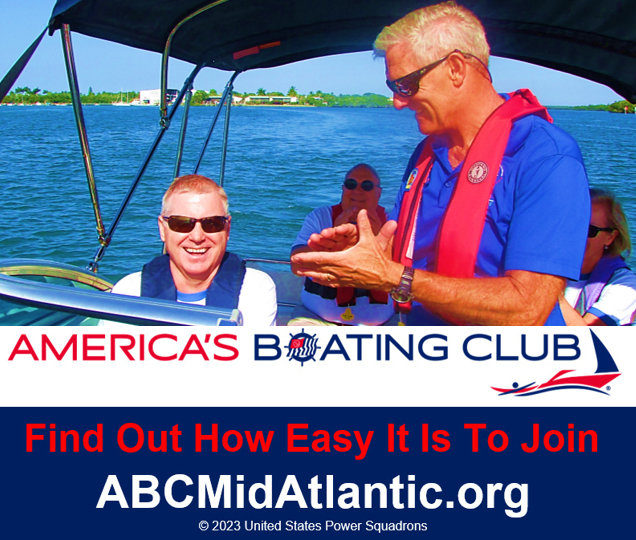 AMERICA'S BOATING CLUB
®
Find Out How Easy It Is To Join
ABCMidAtlantic.org
© 2023 United States Power Squadrons